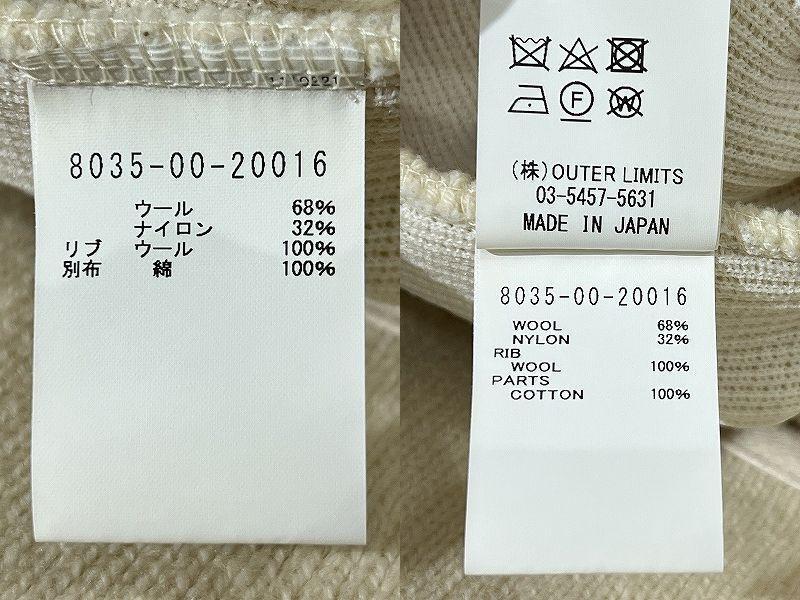 8035-00-20016
ウール 68%
ナイロン 32%
リブ ウール 100%
別布 綿 100%
F
W
(株)OUTER LIMITS
03-5457-5631
MADE IN JAPAN
8035-00-20016
WOOL 68%
NYLON 32%
RIB
WOOL 100%
PARTS
COTTON 100%